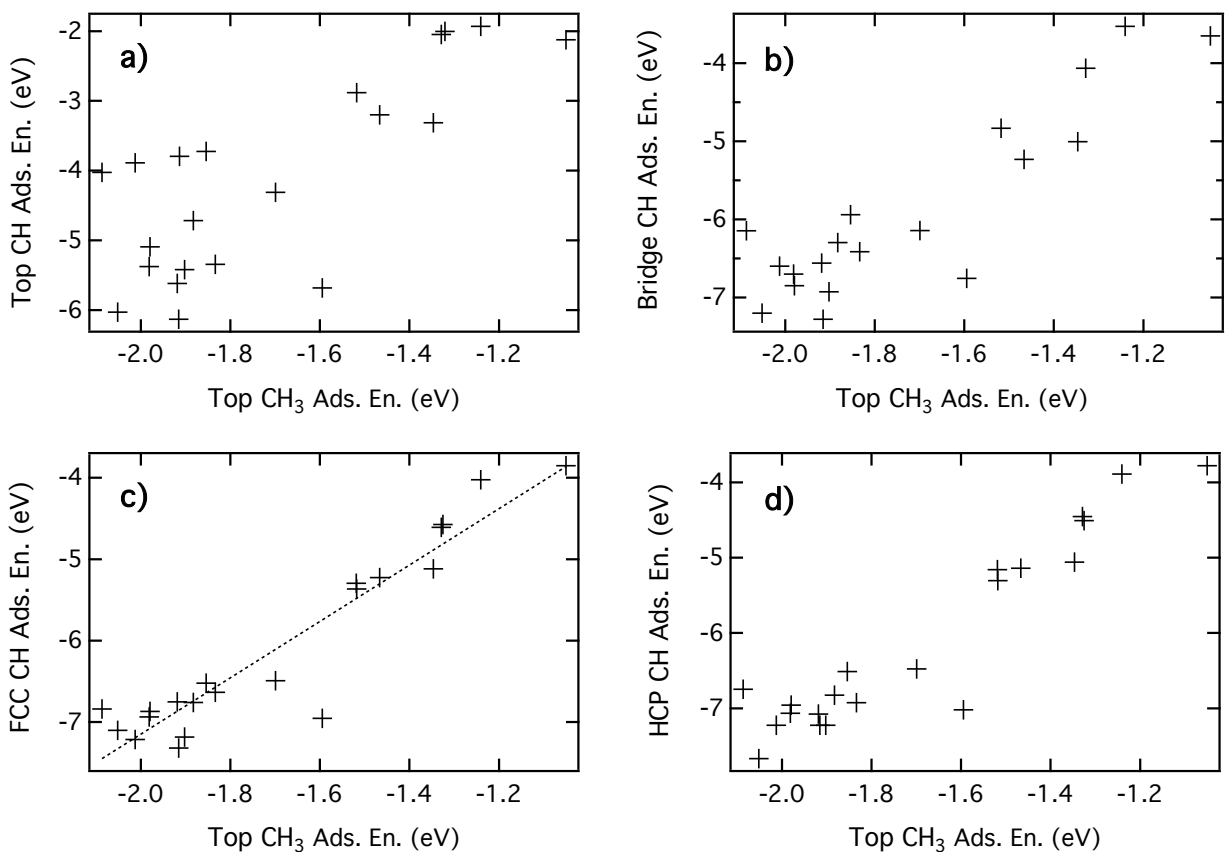 a)
Top CH Ads. En. (eV)
-2
-3
-4
-5
-6
-2.0 -1.8 -1.6 -1.4 -1.2
Top CH₃ Ads. En. (eV)
b)
Bridge CH Ads. En. (eV)
-4
-5
-6
-7
-2.0 -1.8 -1.6 -1.4 -1.2
Top CH₃ Ads. En. (eV)
c)
FCC CH Ads. En. (eV)
-4
-5
-6
-7
-2.0 -1.8 -1.6 -1.4 -1.2
Top CH₃ Ads. En. (eV)
d)
HCP CH Ads. En. (eV)
-4
-5
-6
-7
-2.0 -1.8 -1.6 -1.4 -1.2
Top CH₃ Ads. En. (eV)